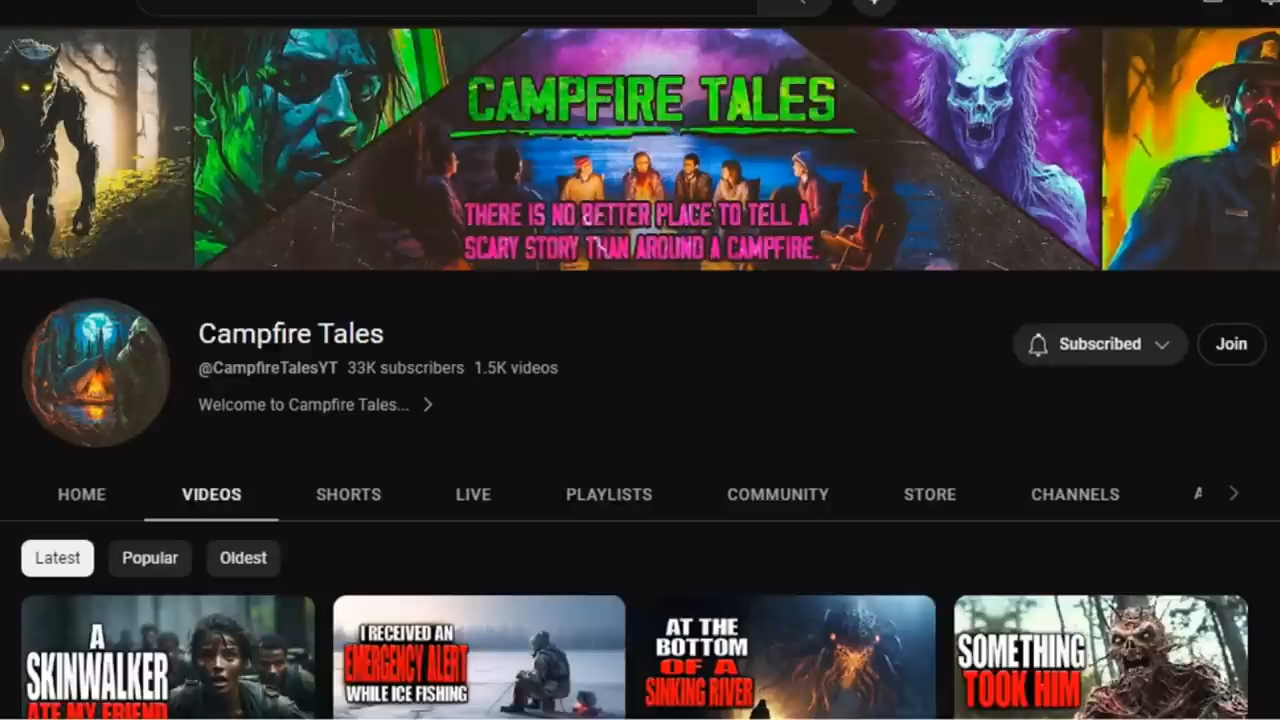 CAMPFIRE TALES
THERE IS NO BETTER PLACE TO TELL A
SCARY STORY THAN AROUND A CAMPFIRE.
Campfire Tales
@CampfireTalesYT 33K subscribers 1.5K videos
Welcome to Campfire Tales...
Subscribed
Join
HOME VIDEOS SHORTS LIVE PLAYLISTS COMMUNITY STORE CHANNELS
Latest Popular Oldest
A
SKINWALKER
ATE MY FRIEND
I RECEIVED AN
EMERGENCY ALERT
WHILE ICE FISHING
AT THE
BOTTOM
OF A
SINKING RIVER
SOMETHING
TOOK HIM